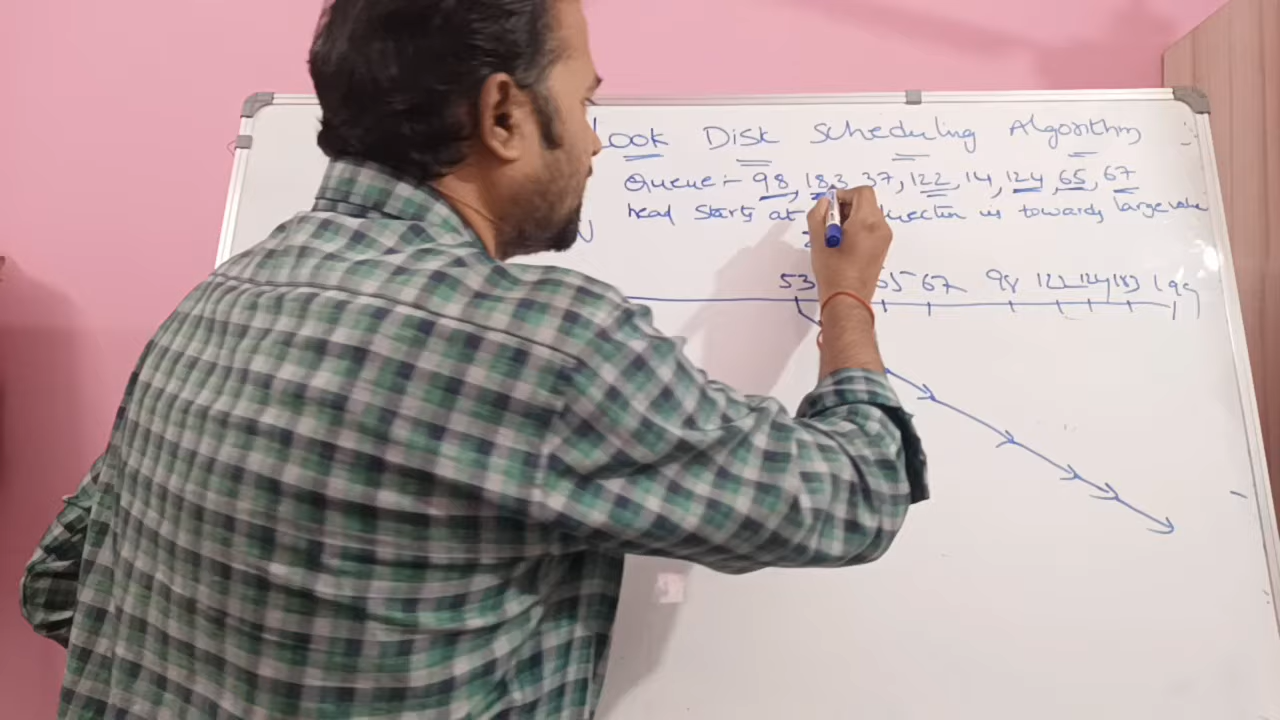 Look Disk Scheduling Algorithm
Queue:- 98, 183, 37, 122, 14, 124, 65, 67
head starts at direction is towards large value
53 65 67 98 122 124 183 199